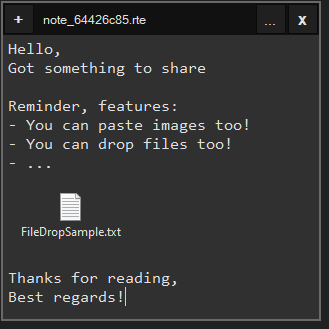 + note_64426c85.rte ... x
Hello,
Got something to share
Reminder, features:
- You can paste images too!
- You can drop files too!
- ...
FileDropSample.txt
Thanks for reading,
Best regards!